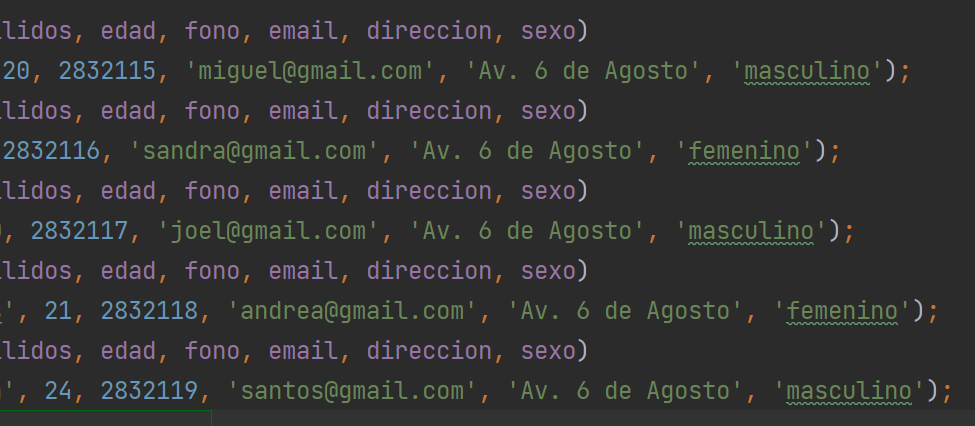 llidos, edad, fono, email, direccion, sexo)
20, 2832115, 'miguel@gmail.com', 'Av. 6 de Agosto', 'masculino');
llidos, edad, fono, email, direccion, sexo)
2832116, 'sandra@gmail.com', 'Av. 6 de Agosto', 'femenino');
llidos, edad, fono, email, direccion, sexo)
, 2832117, 'joel@gmail.com', 'Av. 6 de Agosto', 'masculino');
llidos, edad, fono, email, direccion, sexo)
', 21, 2832118, 'andrea@gmail.com', 'Av. 6 de Agosto', 'femenino');
llidos, edad, fono, email, direccion, sexo)
', 24, 2832119, 'santos@gmail.com', 'Av. 6 de Agosto', 'masculino');